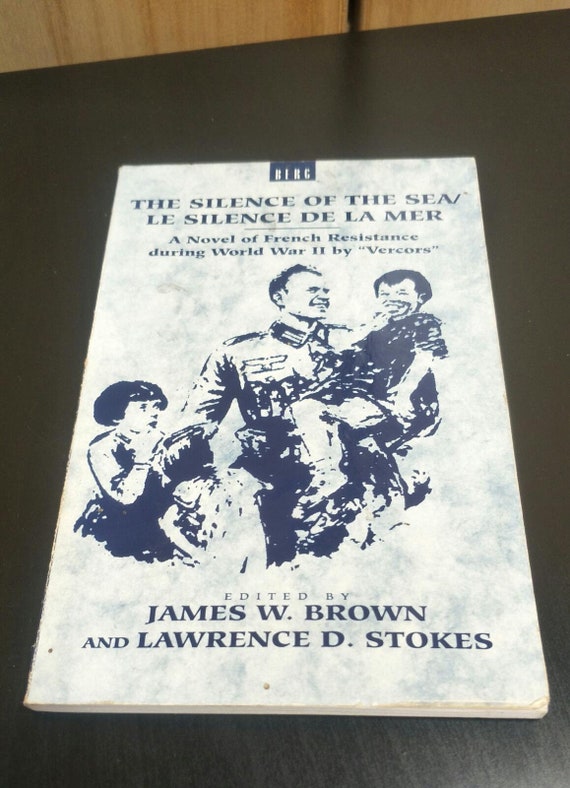 BERG
THE SILENCE OF THE SEA/
LE SILENCE DE LA MER
A Novel of French Resistance
during World War II by "Vercors"
EDITED BY
JAMES W. BROWN
AND LAWRENCE D. STOKES